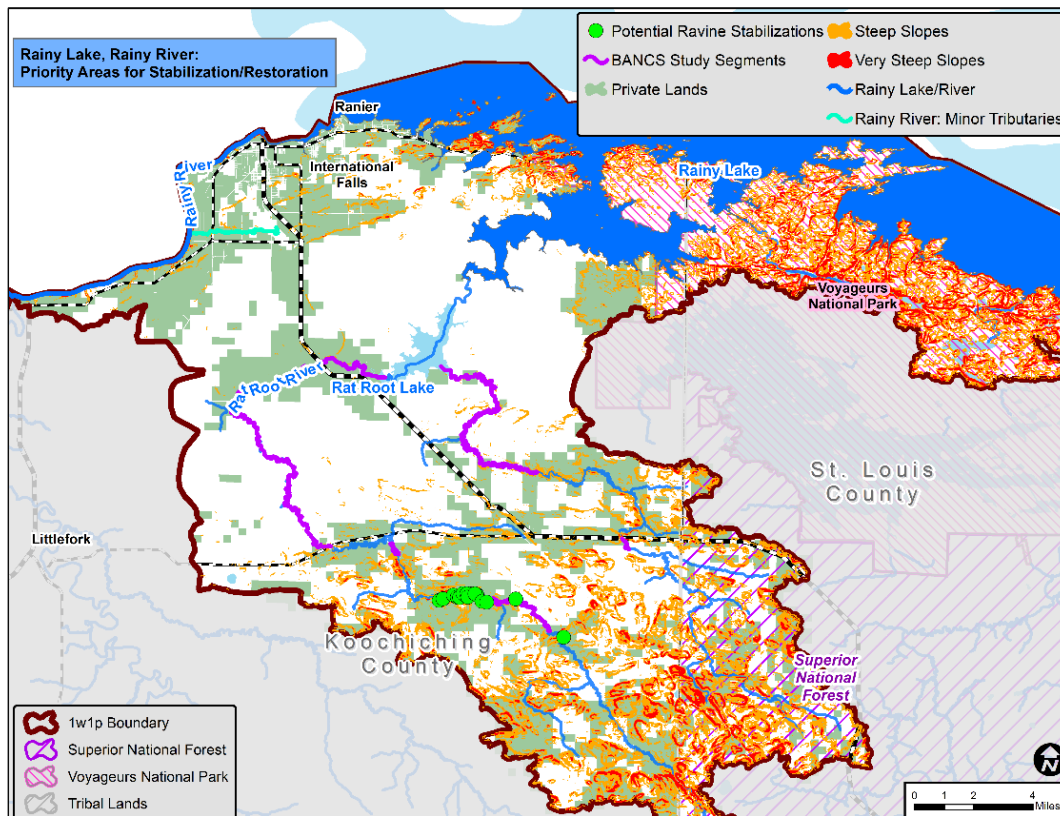 Rainy Lake, Rainy River:
Priority Areas for Stabilization/Restoration
Potential Ravine Stabilizations
BANCS Study Segments
Private Lands
Steep Slopes
Very Steep Slopes
Rainy Lake/River
Rainy River: Minor Tributaries
Ranier
International
Falls
Rainy River
Rainy Lake
Voyageurs
National Park
Rat Root River
Rat Root Lake
St. Louis
County
Littlefork
Koochiching
County
Superior
National
Forest
1w1p Boundary
Superior National Forest
Voyageurs National Park
Tribal Lands
N
0 1 2 4
Miles